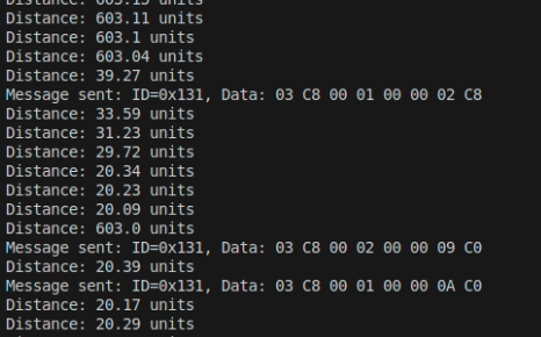 Distance: 603.15 units
Distance: 603.11 units
Distance: 603.1 units
Distance: 603.04 units
Distance: 39.27 units
Message sent: ID=0x131, Data: 03 C8 00 01 00 00 02 C8
Distance: 33.59 units
Distance: 31.23 units
Distance: 29.72 units
Distance: 20.34 units
Distance: 20.23 units
Distance: 20.09 units
Distance: 603.0 units
Message sent: ID=0x131, Data: 03 C8 00 02 00 00 09 C0
Distance: 20.39 units
Message sent: ID=0x131, Data: 03 C8 00 01 00 00 0A C0
Distance: 20.17 units
Distance: 20.29 units